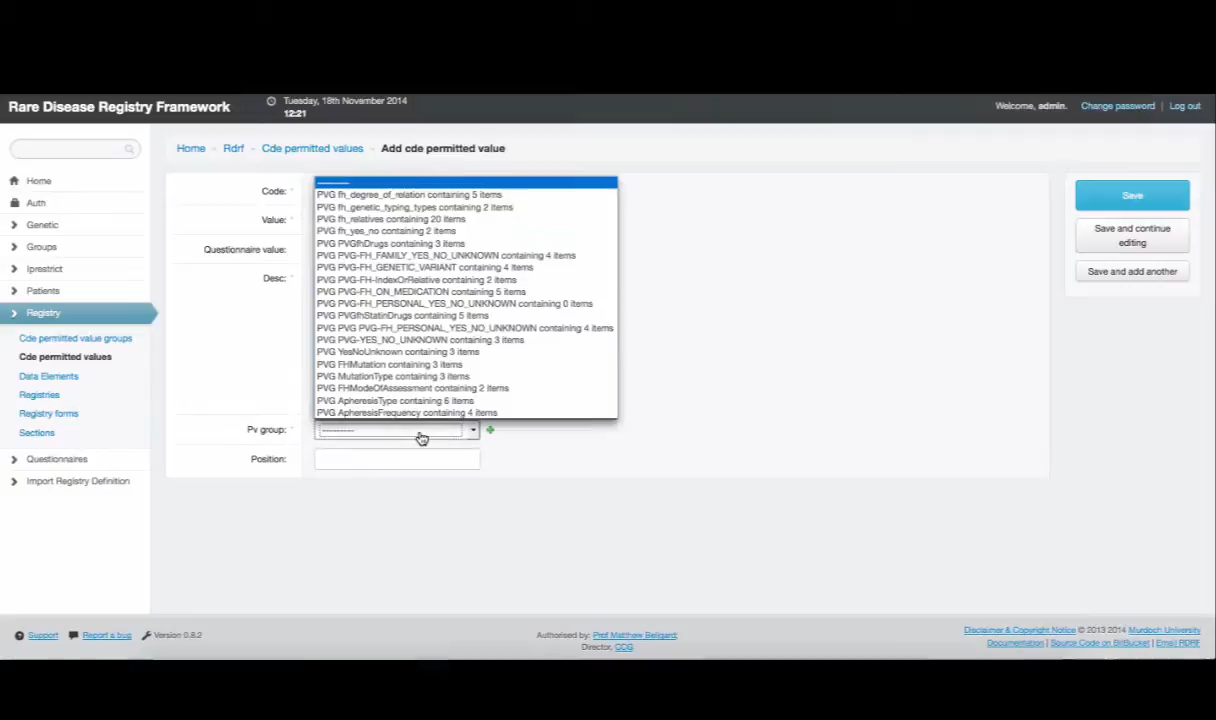 Rare Disease Registry Framework
Tuesday, 18th November 2014
12:21
Welcome, admin. Change password | Log out
Home Rdrf Cde permitted values Add cde permitted value
Home
Auth
Genetic
Groups
Iprestrict
Patients
Registry
Cde permitted value groups
Cde permitted values
Data Elements
Registries
Registry forms
Sections
Questionnaires
Import Registry Definition
Code:
Value:
Questionnaire value:
Desc:
---------
PVG fh_degree_of_relation containing 5 items
PVG fh_genetic_typing_types containing 2 items
PVG fh_relatives containing 20 items
PVG fh_yes_no containing 2 items
PVG PVGfhDrugs containing 3 items
PVG PVG-FH_FAMILY_YES_NO_UNKNOWN containing 4 items
PVG PVG-FH_GENETIC_VARIANT containing 4 items
PVG PVG-FH-IndexOrRelative containing 2 items
PVG PVG-FH_ON_MEDICATION containing 5 items
PVG PVG-FH_PERSONAL_YES_NO_UNKNOWN containing 0 items
PVG PVGfhStatinDrugs containing 5 items
PVG PVG PVG-FH_PERSONAL_YES_NO_UNKNOWN containing 4 items
PVG PVG-YES_NO_UNKNOWN containing 3 items
PVG YesNoUnknown containing 3 items
PVG FHMutation containing 3 items
PVG MutationType containing 3 items
PVG FHModeOfAssessment containing 2 items
PVG ApheresisType containing 6 items
PVG ApheresisFrequency containing 4 items
Pv group: ---------
Position:
Save
Save and continue
editing
Save and add another
Support Report a bug Version 0.8.2
Authorised by: Prof Matthew Bellgard,
Director, CCG
Disclaimer & Copyright Notice © 2013 2014 Murdoch University
Documentation | Source Code on BitBucket | Email RDRF